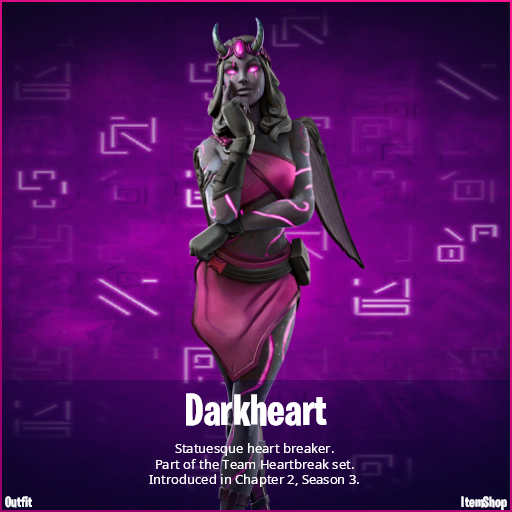 Darkheart
Statuesque heart breaker.
Part of the Team Heartbreak set.
Introduced in Chapter 2, Season 3.
Outfit
ItemShop